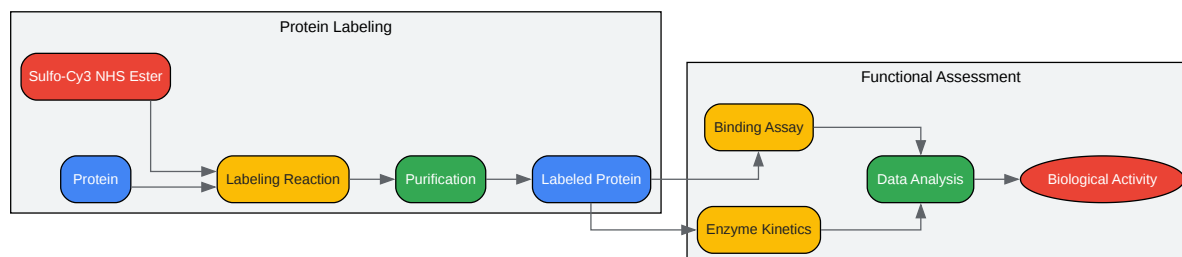 Protein Labeling
Sulfo-Cy3 NHS Ester
Protein
Labeling Reaction
Purification
Labeled Protein
Functional Assessment
Binding Assay
Enzyme Kinetics
Data Analysis
Biological Activity